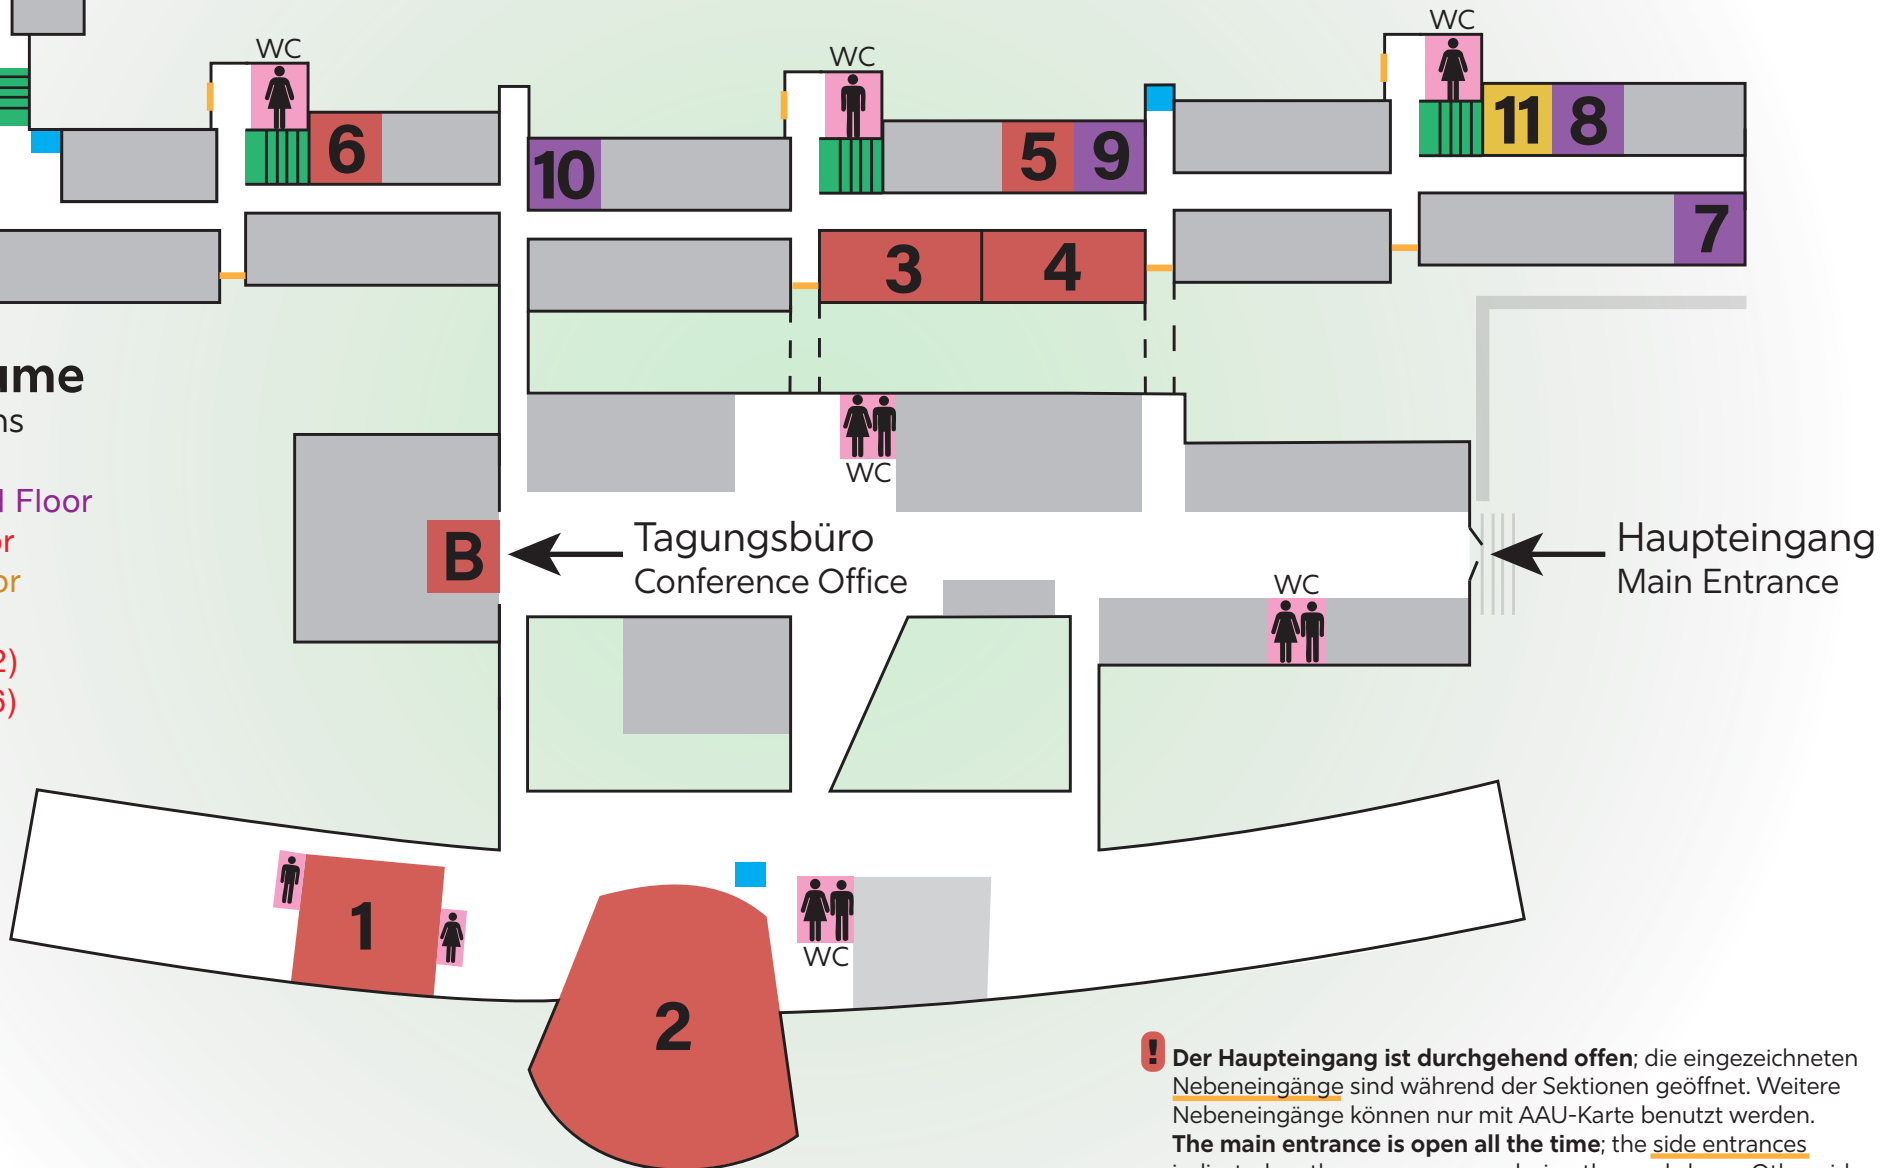 WC
WC
WC
6
10
5
9
11
8
3
4
7
WC
Floor
B
Tagungsbüro
Conference Office
Haupteingang
Main Entrance
WC
1
2
WC
! Der Haupteingang ist durchgehend offen; die eingezeichneten
Nebeneingänge sind während der Sektionen geöffnet. Weitere
Nebeneingänge können nur mit AAU-Karte benutzt werden.
The main entrance is open all the time; the side entrances